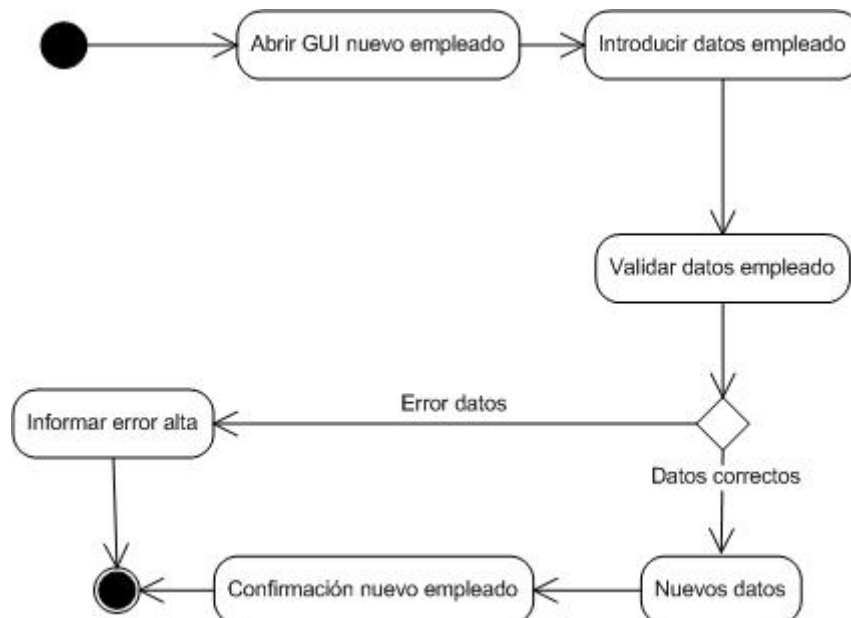 Abrir GUI nuevo empleado
Introducir datos empleado
Validar datos empleado
Error datos
Informar error alta
Datos correctos
Confirmación nuevo empleado
Nuevos datos